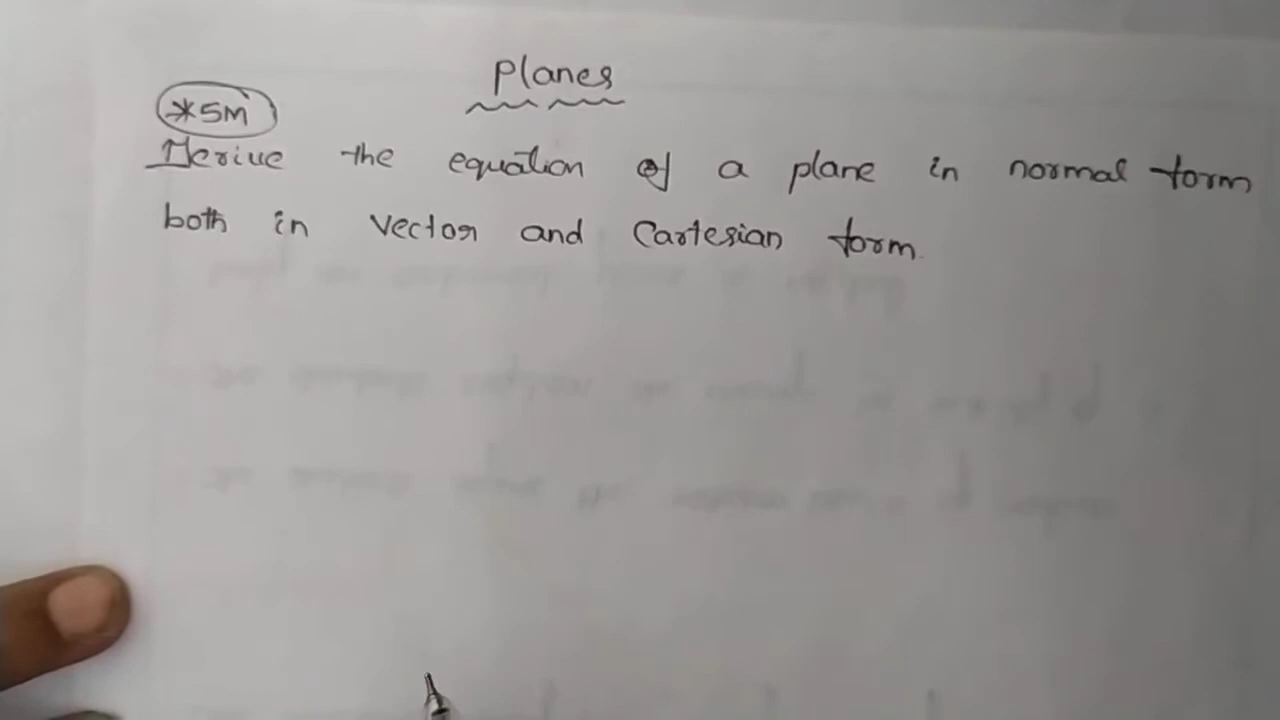 Planes
*5M
Derive the equation of a plane in normal form
both in vector and Cartesian form.